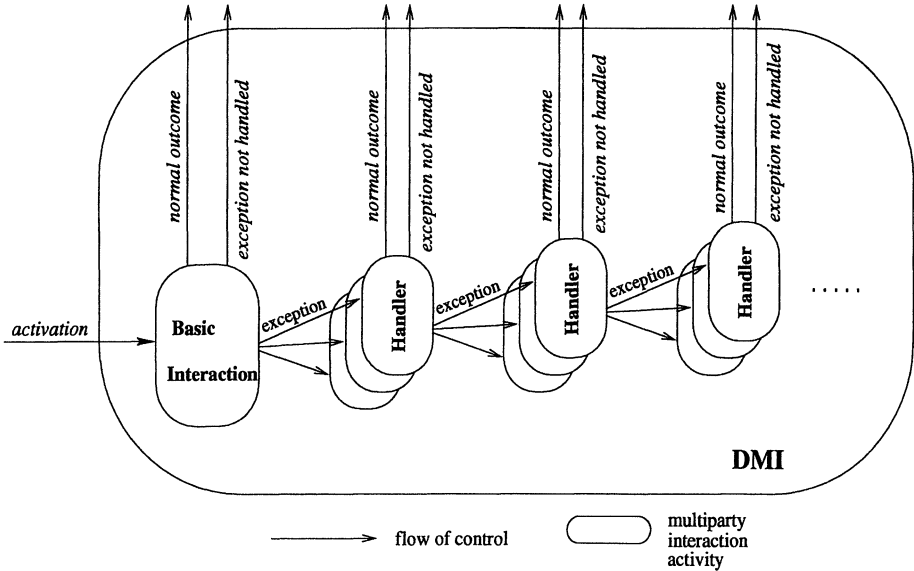 normal outcome
exception not handled
normal outcome
exception not handled
normal outcome
exception not handled
normal outcome
exception not handled
activation
Basic
Interaction
exception
Handler
exception
Handler
exception
Handler
.....
DMI
flow of control
multiparty
interaction
activity